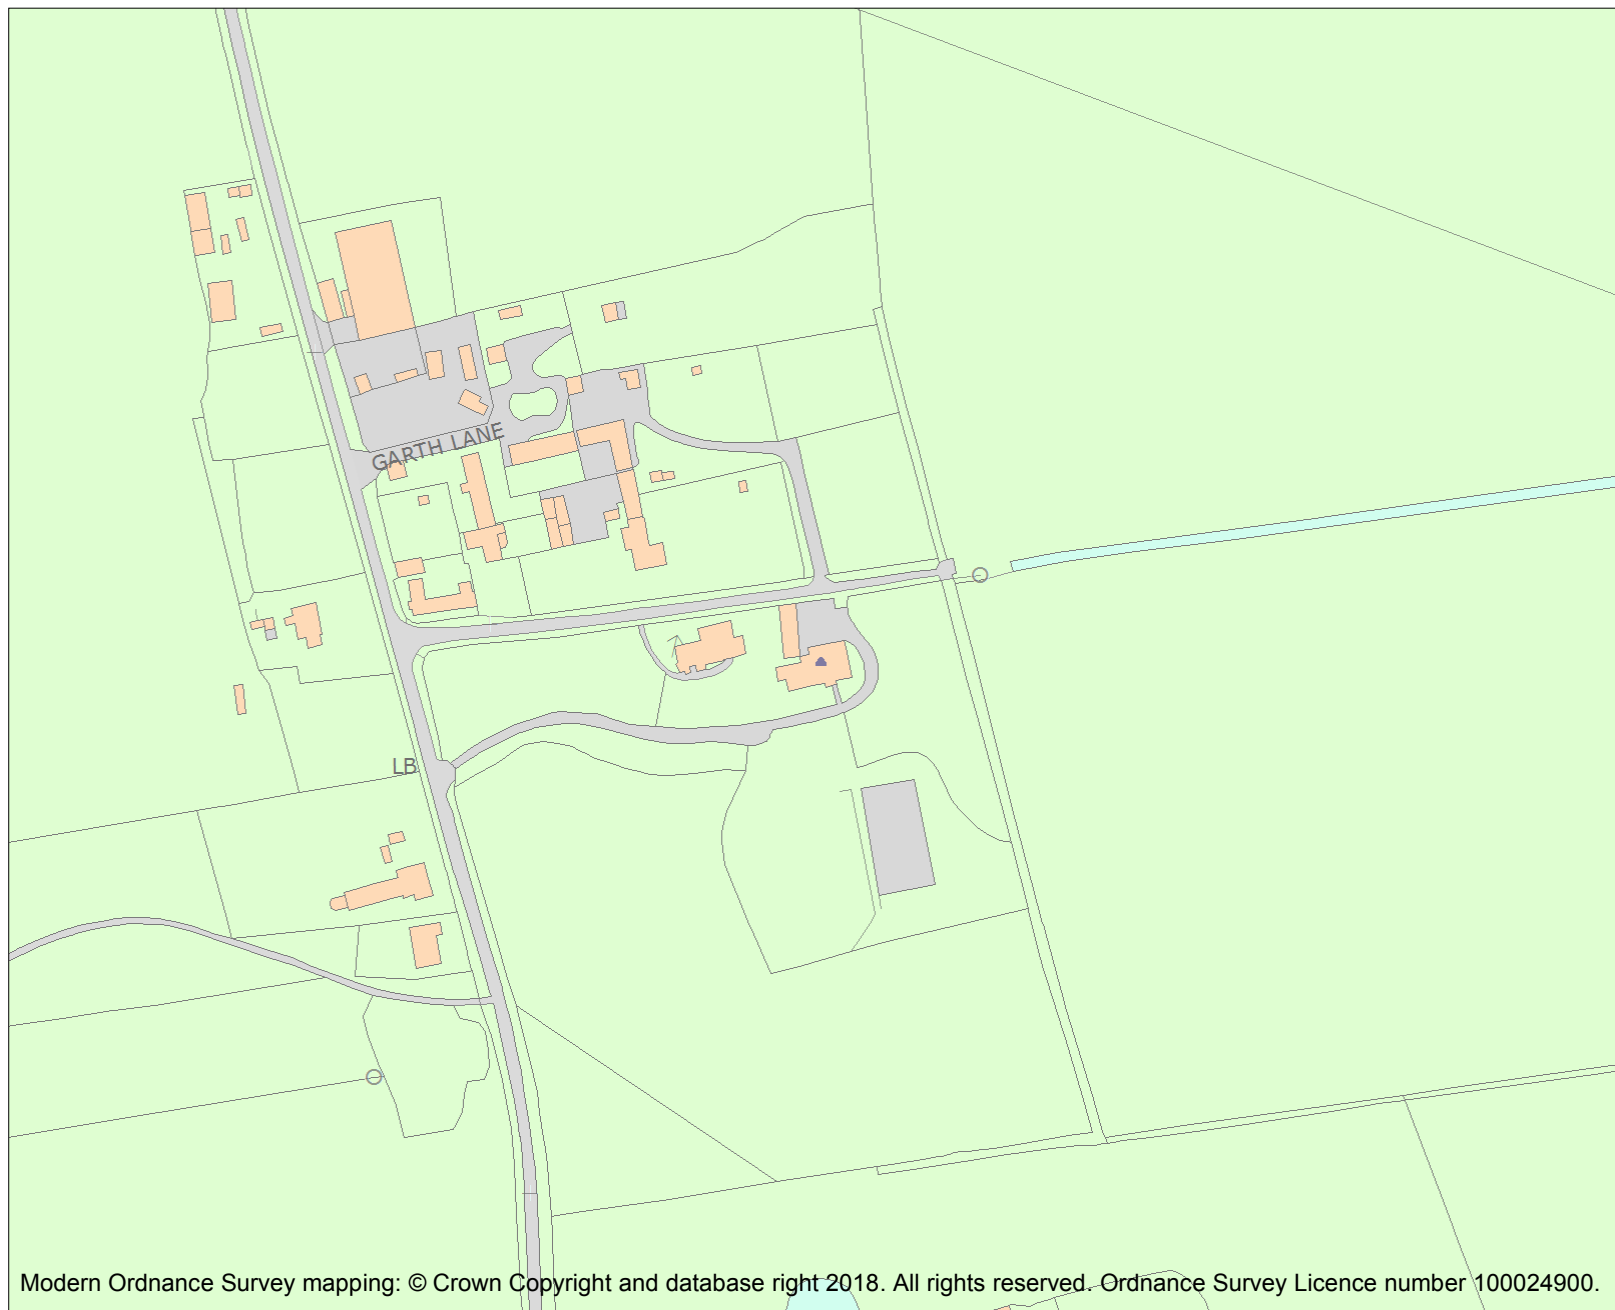 GARTH LANE
LB
Modern Ordnance Survey mapping: © Crown Copyright and database right 2018. All rights reserved. Ordnance Survey Licence number 100024900.